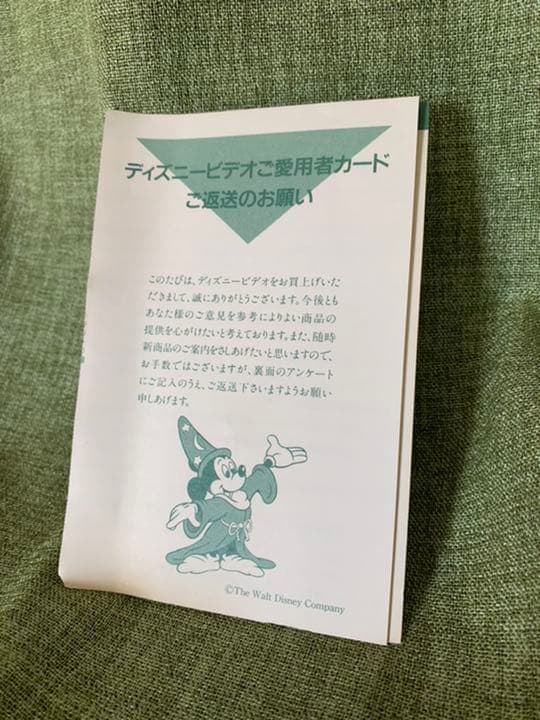 ディズニービデオご愛用者カード
ご返送のお願い
このたびは、ディズニービデオをお買上げいた
だきまして、誠にありがとうございます。今後とも
あなた様のご意見を参考によりよい商品の
提供を心がけたいと考えております。また、随時
新商品のご案内をさしあげたいと思いますので、
お手数ではございますが、裏面のアンケート
にご記入のうえ、ご返送下さいますようお願い
申しあげます。
©The Walt Disney Company